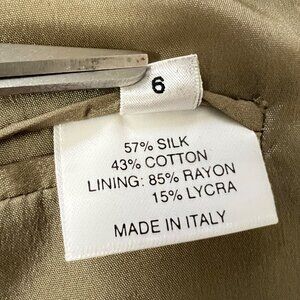 6
57% SILK
43% COTTON
LINING: 85% RAYON
15% LYCRA
MADE IN ITALY